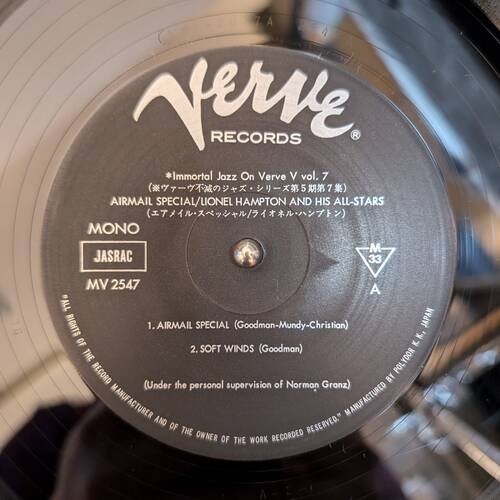 verve
®
RECORDS
*Immortal Jazz On Verve V vol. 7
(※ヴァーヴ不滅のジャズ・シリーズ第5期第7集)
AIRMAIL SPECIAL/LIONEL HAMPTON AND HIS ALL-STARS
(エアメイル・スペッシャル/ライオネル・ハンプトン)
MONO
JASRAC
MV 2547
M
33
A
1. AIRMAIL SPECIAL (Goodman-Mundy-Christian)
2. SOFT WINDS (Goodman)
(Under the personal supervision of Norman Granz)
"ALL RIGHTS OF THE RECORD MANUFACTURER AND OF THE OWNER OF THE WORK RECORDED RESERVED." MANUFACTURED BY POLYDOR K. K., JAPAN